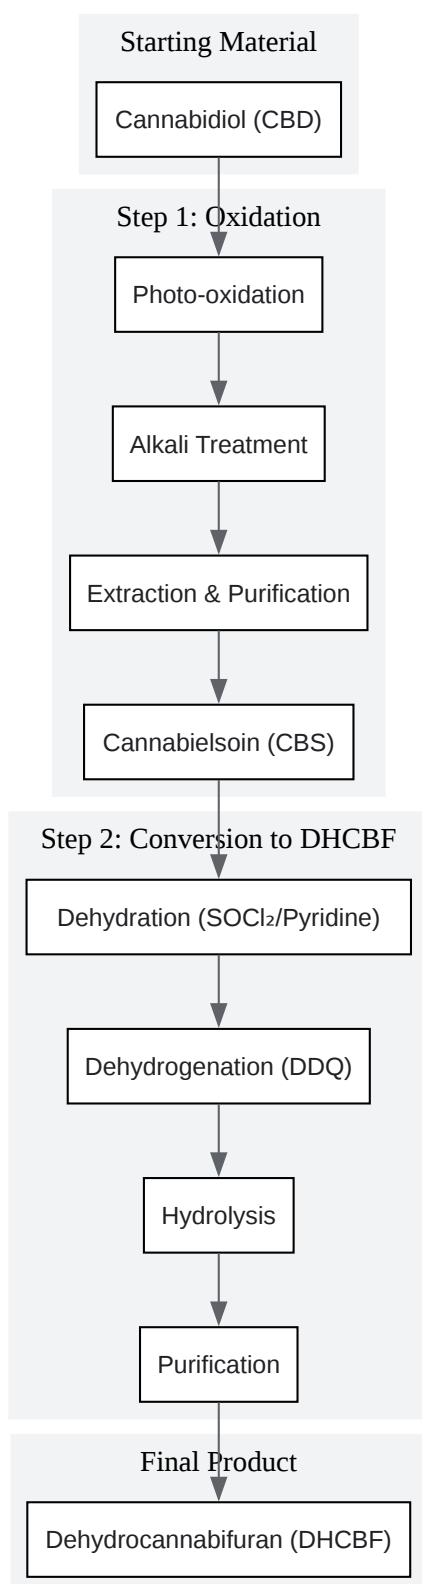 Starting Material
Cannabidiol (CBD)
Step 1: Oxidation
Photo-oxidation
Alkali Treatment
Extraction & Purification
Cannabielsoin (CBS)
Step 2: Conversion to DHCBF
Dehydration (SOCl₂/Pyridine)
Dehydrogenation (DDQ)
Hydrolysis
Purification
Final Product
Dehydrocannabifuran (DHCBF)